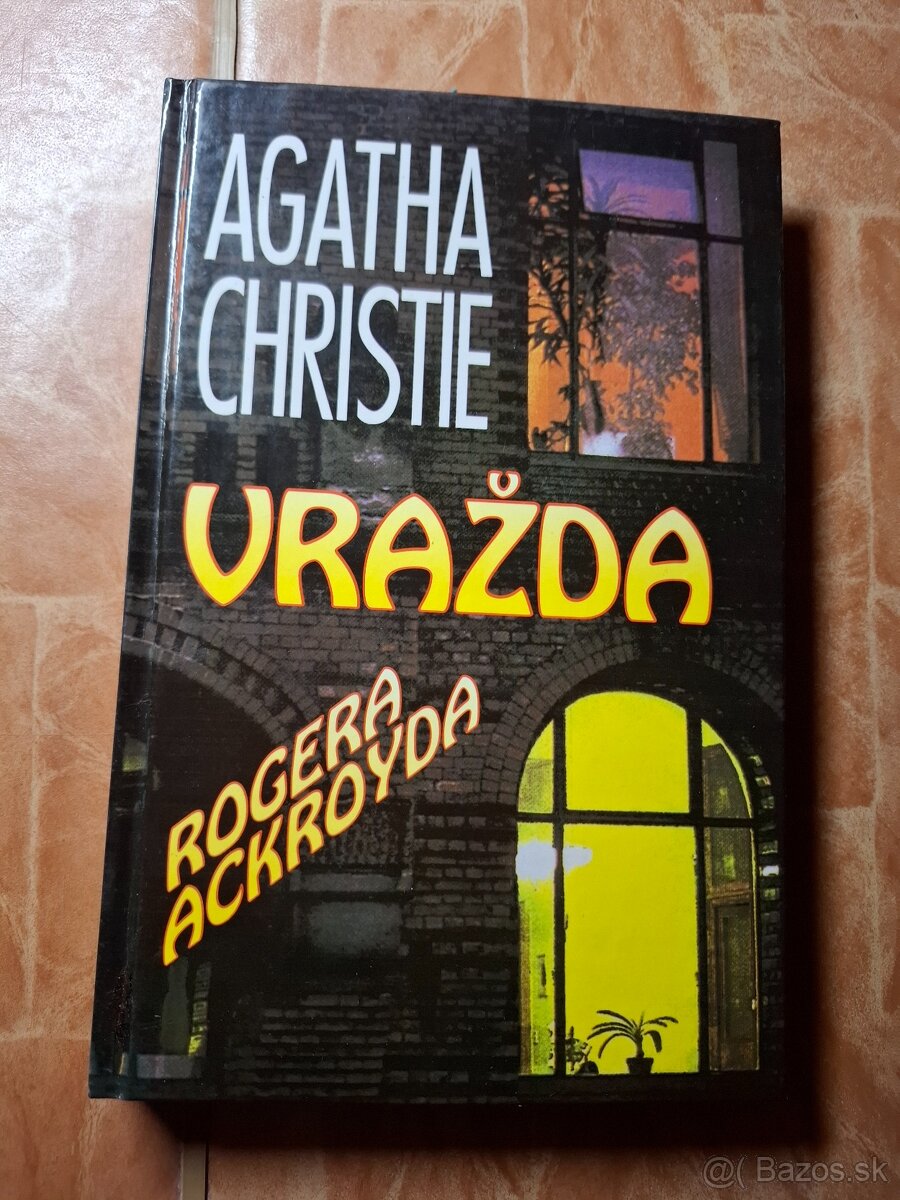 AGATHA
CHRISTIE
VRAŽDA
ROGERA
ACKROYDA
@( Bazos.sk